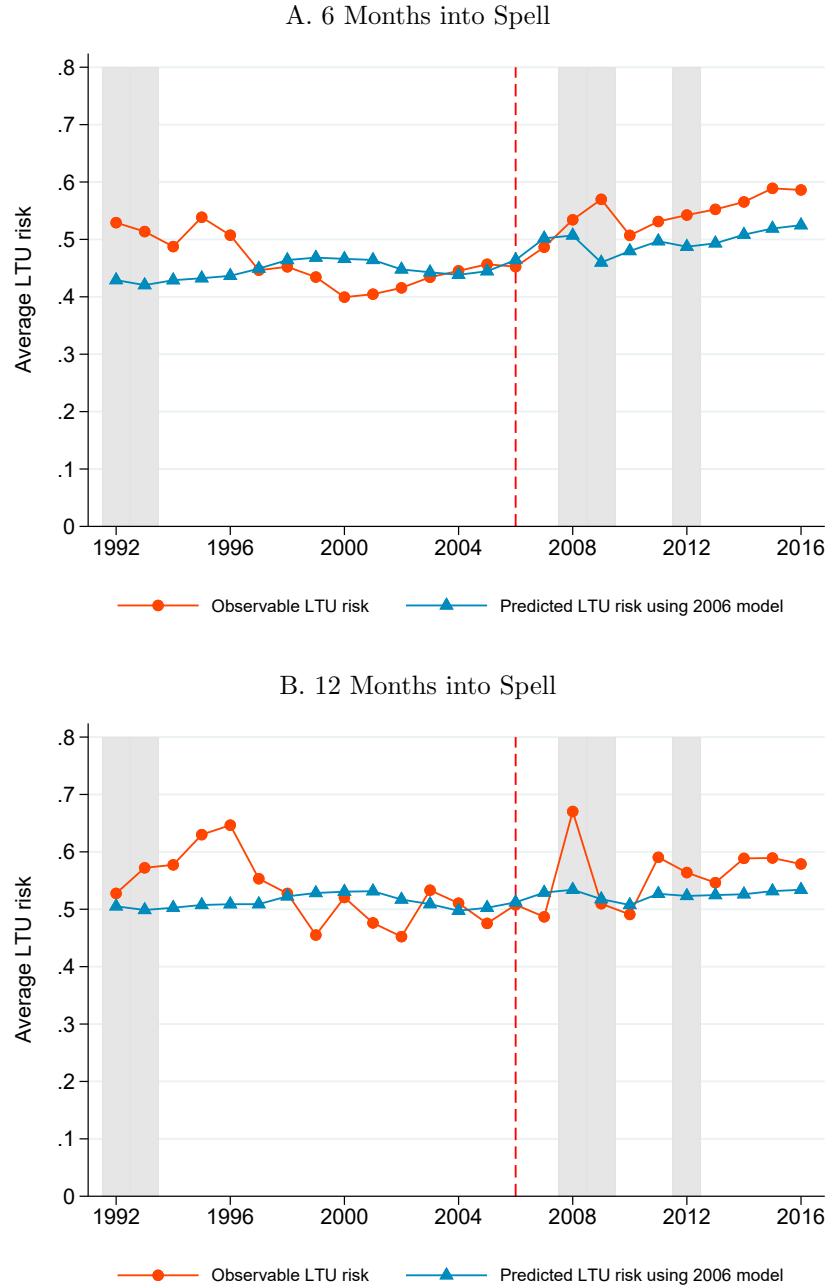 A. 6 Months into Spell
.8
.7
.6
.5
.4
.3
.2
.1
0
Average LTU risk
1992 1996 2000 2004 2008 2012 2016
Observable LTU risk Predicted LTU risk using 2006 model
B. 12 Months into Spell
.8
.7
.6
.5
.4
.3
.2
.1
0
Average LTU risk
1992 1996 2000 2004 2008 2012 2016
Observable LTU risk Predicted LTU risk using 2006 model